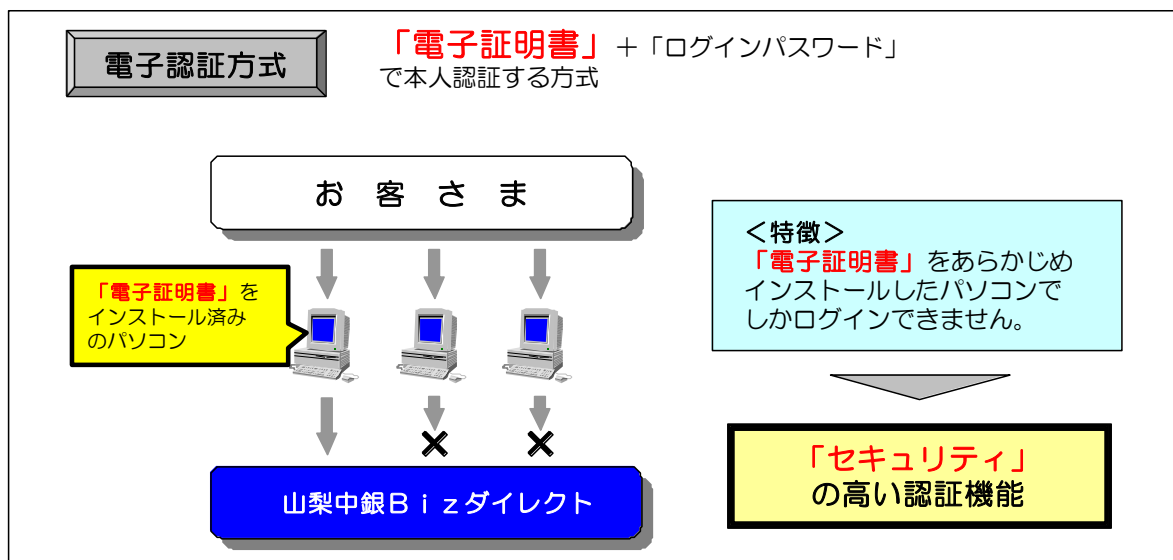 電子認証方式
「電子証明書」+「ログインパスワード」
で本人認証する方式
お客さま
「電子証明書」を
インストール済み
のパソコン
<特徴>
「電子証明書」をあらかじめ
インストールしたパソコンで
しかログインできません。
山梨中銀Bizダイレクト
「セキュリティ」
の高い認証機能